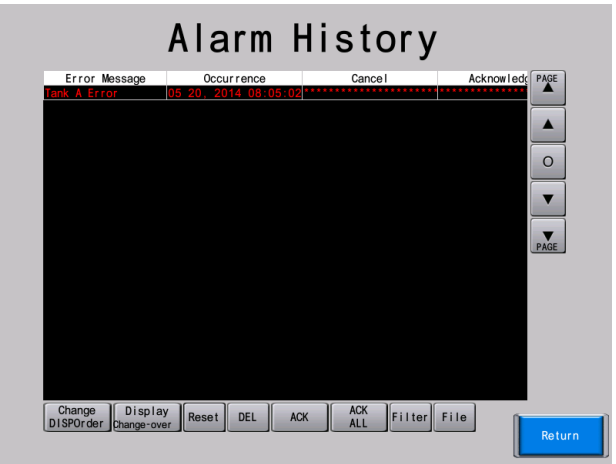 Alarm History
Error Message Occurrence Cancel Acknowledg
Tank A Error 05 20, 2014 08:05:02 ********************** ***************
PAGE
O
PAGE
Change DISPOrder
Display Change-over
Reset
DEL
ACK
ACK ALL
Filter
File
Return